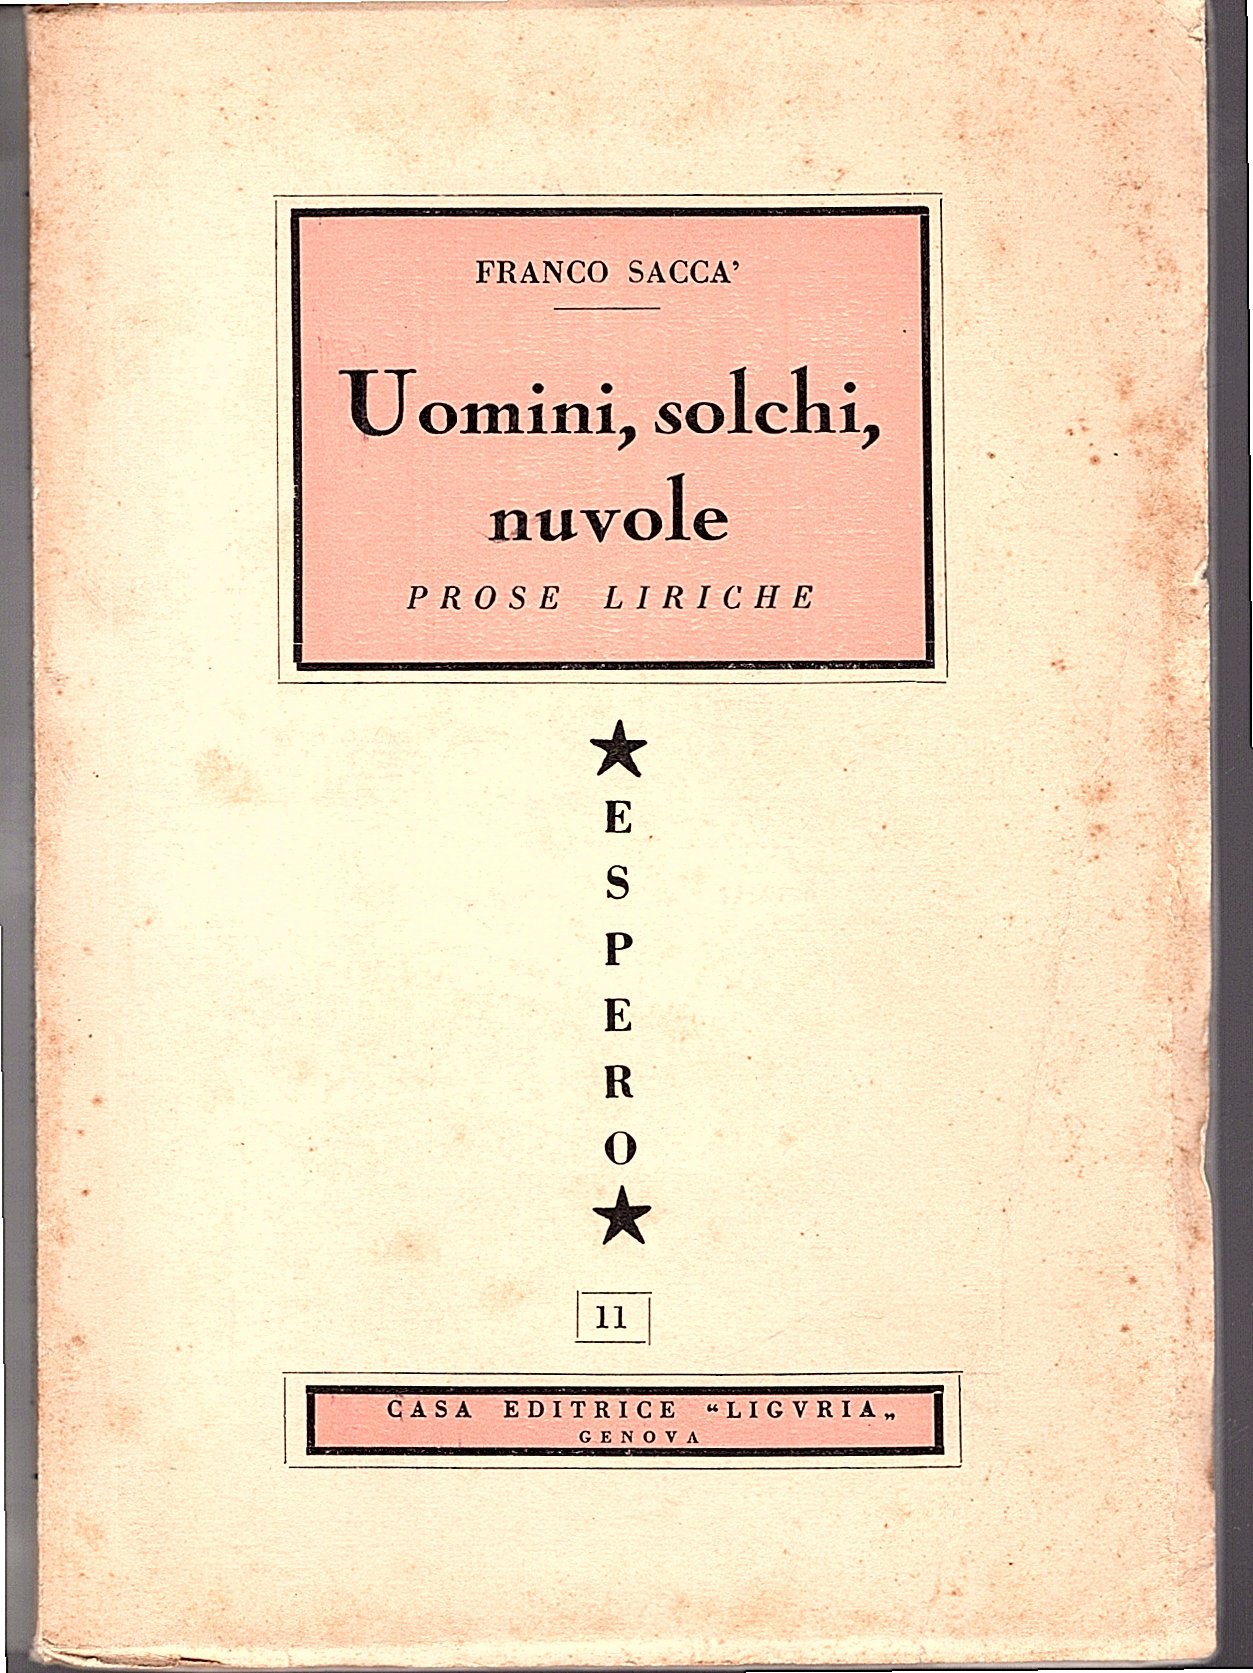 FRANCO SACCA'
Uomini, solchi,
nuvole
PROSE LIRICHE
E
S
P
E
R
O
11
CASA EDITRICE “LIGVRIA„
GENOVA